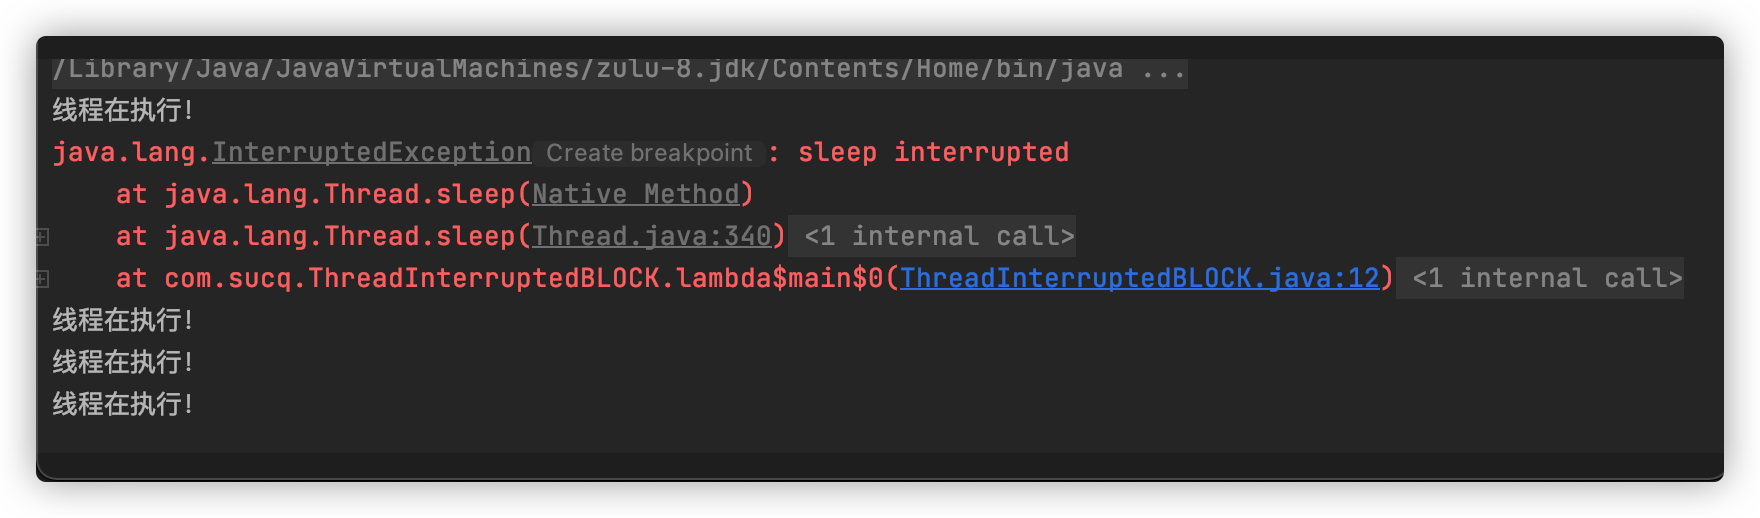 /Library/Java/JavaVirtualMachines/zulu-8.jdk/Contents/Home/bin/java ...
线程在执行!
java.lang.InterruptedException Create breakpoint : sleep interrupted
    at java.lang.Thread.sleep(Native Method)
    at java.lang.Thread.sleep(Thread.java:340) <1 internal call>
    at com.sucq.ThreadInterruptedBLOCK.lambda$main$0(ThreadInterruptedBLOCK.java:12) <1 internal call>
线程在执行!
线程在执行!
线程在执行!